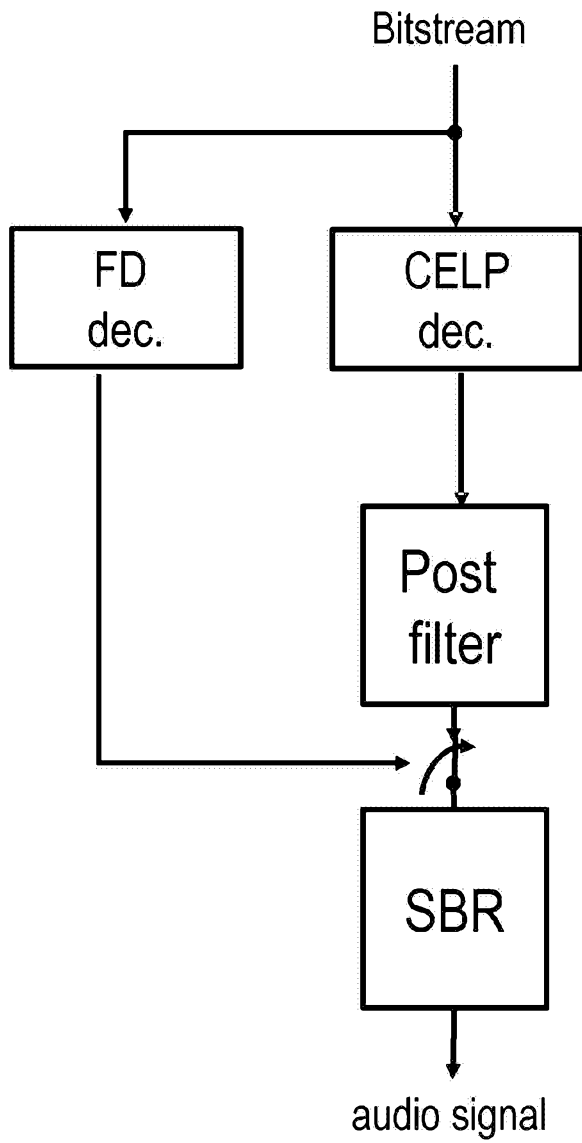 Bitstream
FD
dec.
CELP
dec.
Post
filter
SBR
audio signal